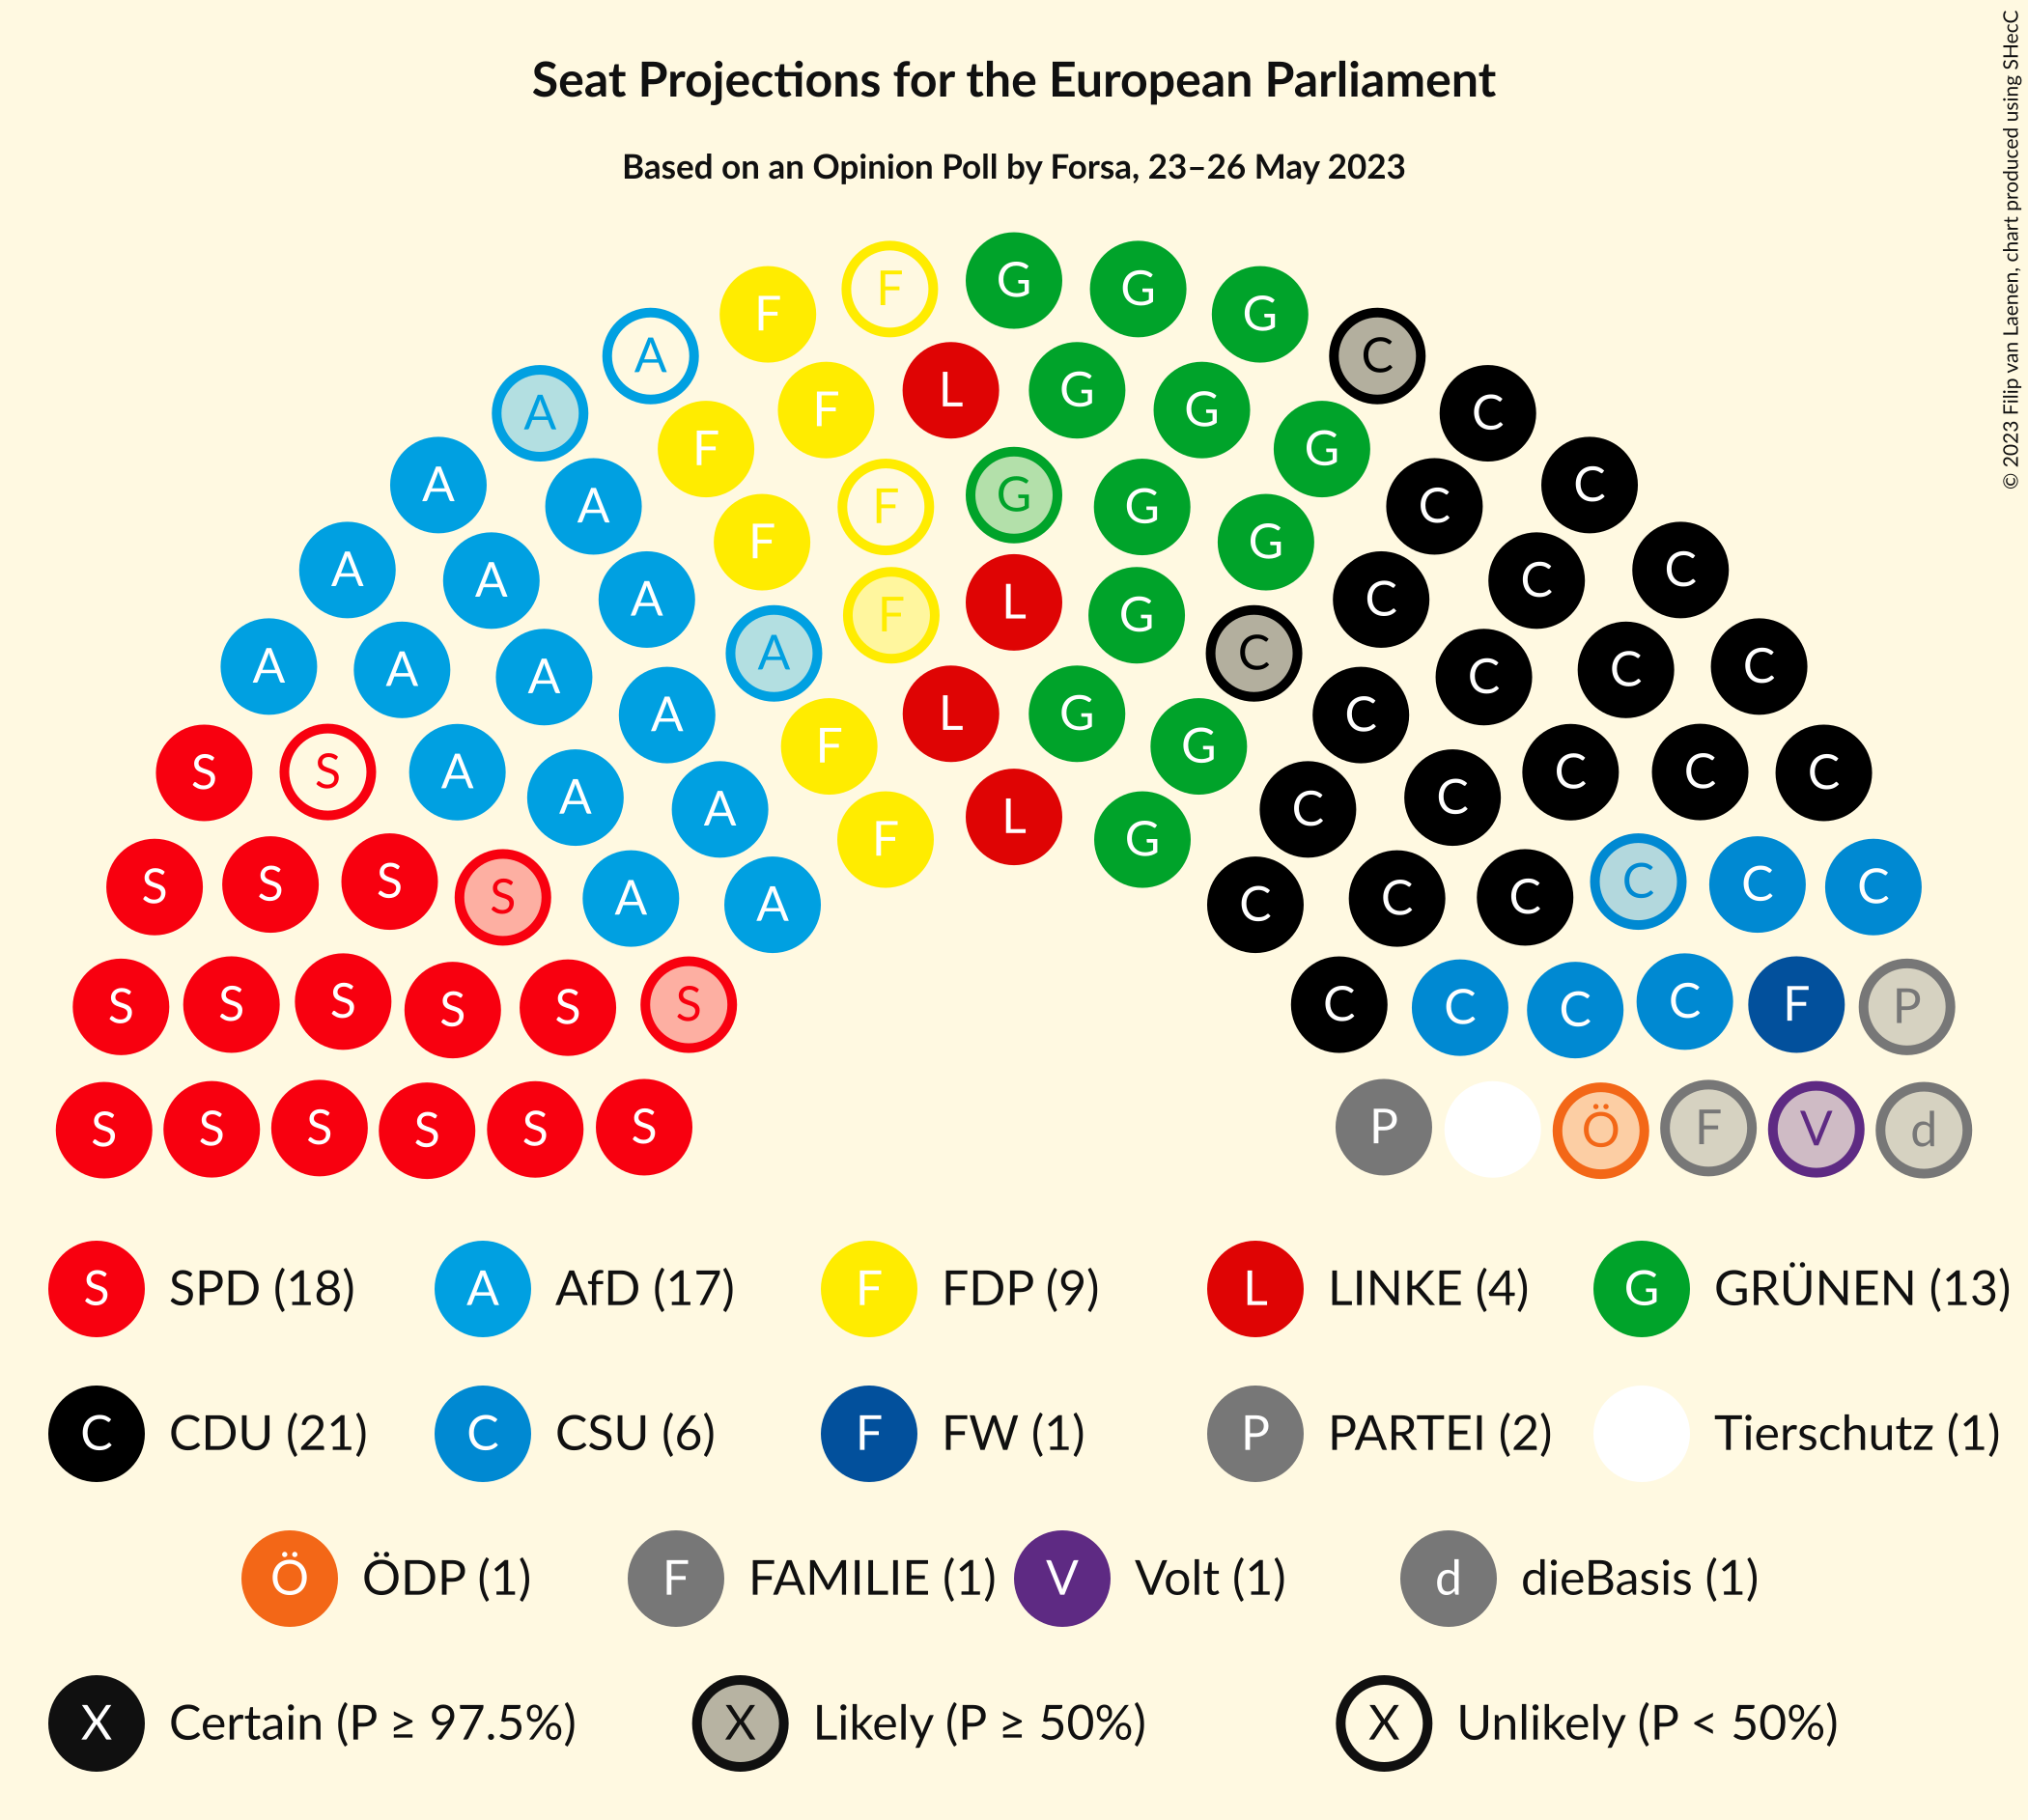 Seat Projections for the European Parliament
Based on an Opinion Poll by Forsa, 23–26 May 2023
© 2023 Filip van Laenen, chart produced using SHecC
F F G G G C
A A F F L G G G C C
A A F F G G G C C C
A A A A F L G C C C C
A A A A F L G G C C C C C
S S A A A F L G C C C C C
S S S S A A C C C C C C
S S S S S S C C C C F P
S S S S S S P Ö F V d
S SPD (18) A AfD (17) F FDP (9) L LINKE (4) G GRÜNEN (13)
C CDU (21) C CSU (6) F FW (1) P PARTEI (2) Tierschutz (1)
Ö ÖDP (1) F FAMILIE (1) V Volt (1) d dieBasis (1)
X Certain (P ≥ 97.5%) X Likely (P ≥ 50%) X Unlikely (P < 50%)